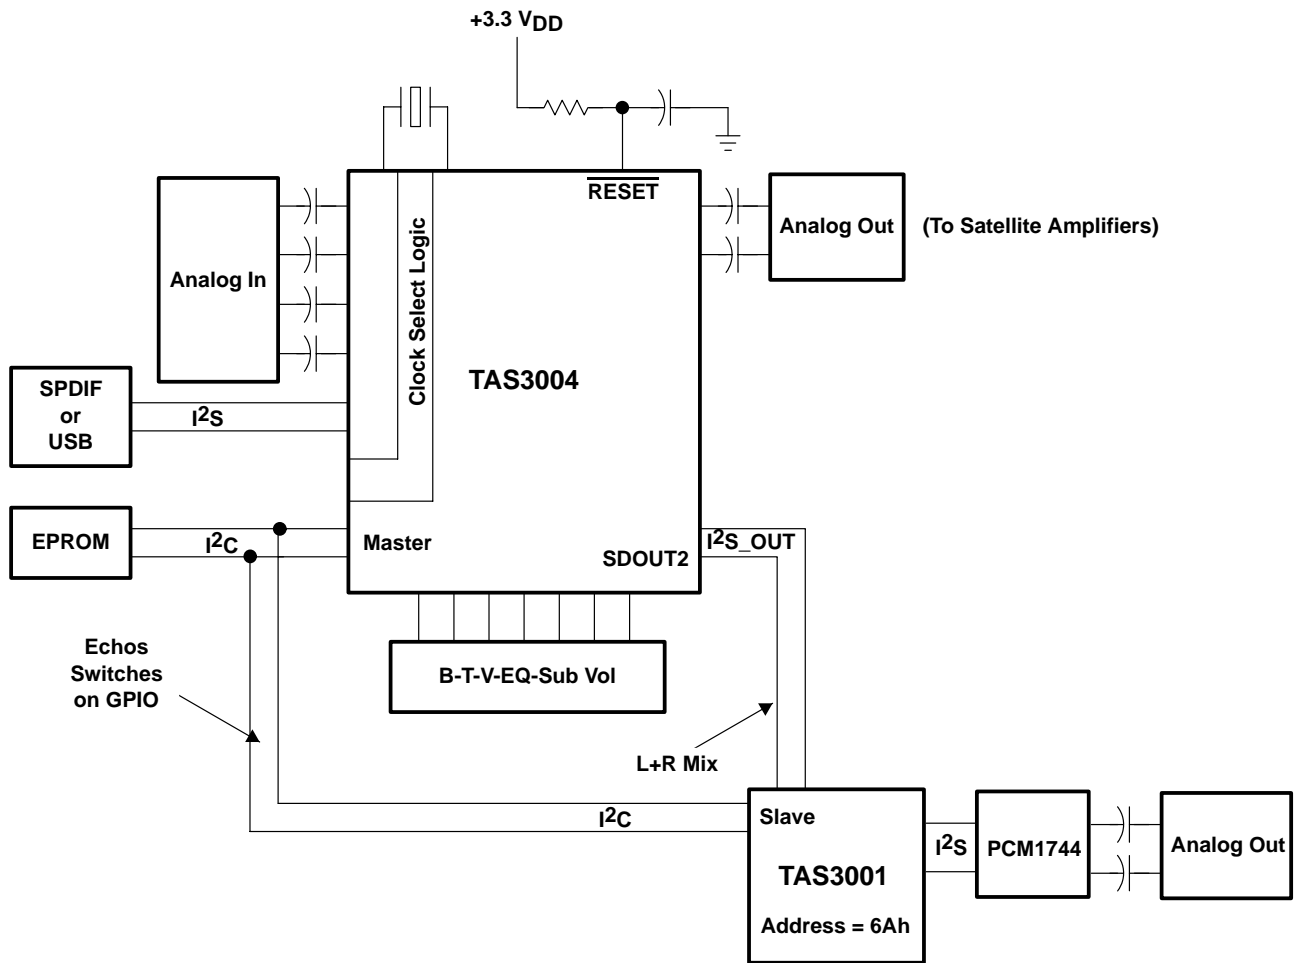 +3.3 VDD
RESET
Analog In
Clock Select Logic
Analog Out
(To Satellite Amplifiers)
TAS3004
SPDIF
or
USB
I2S
EPROM
I2C
Master
I2S_OUT
SDOUT2
Echos
Switches
on GPIO
B-T-V-EQ-Sub Vol
L+R Mix
I2C
Slave
TAS3001
Address = 6Ah
I2S
PCM1744
Analog Out